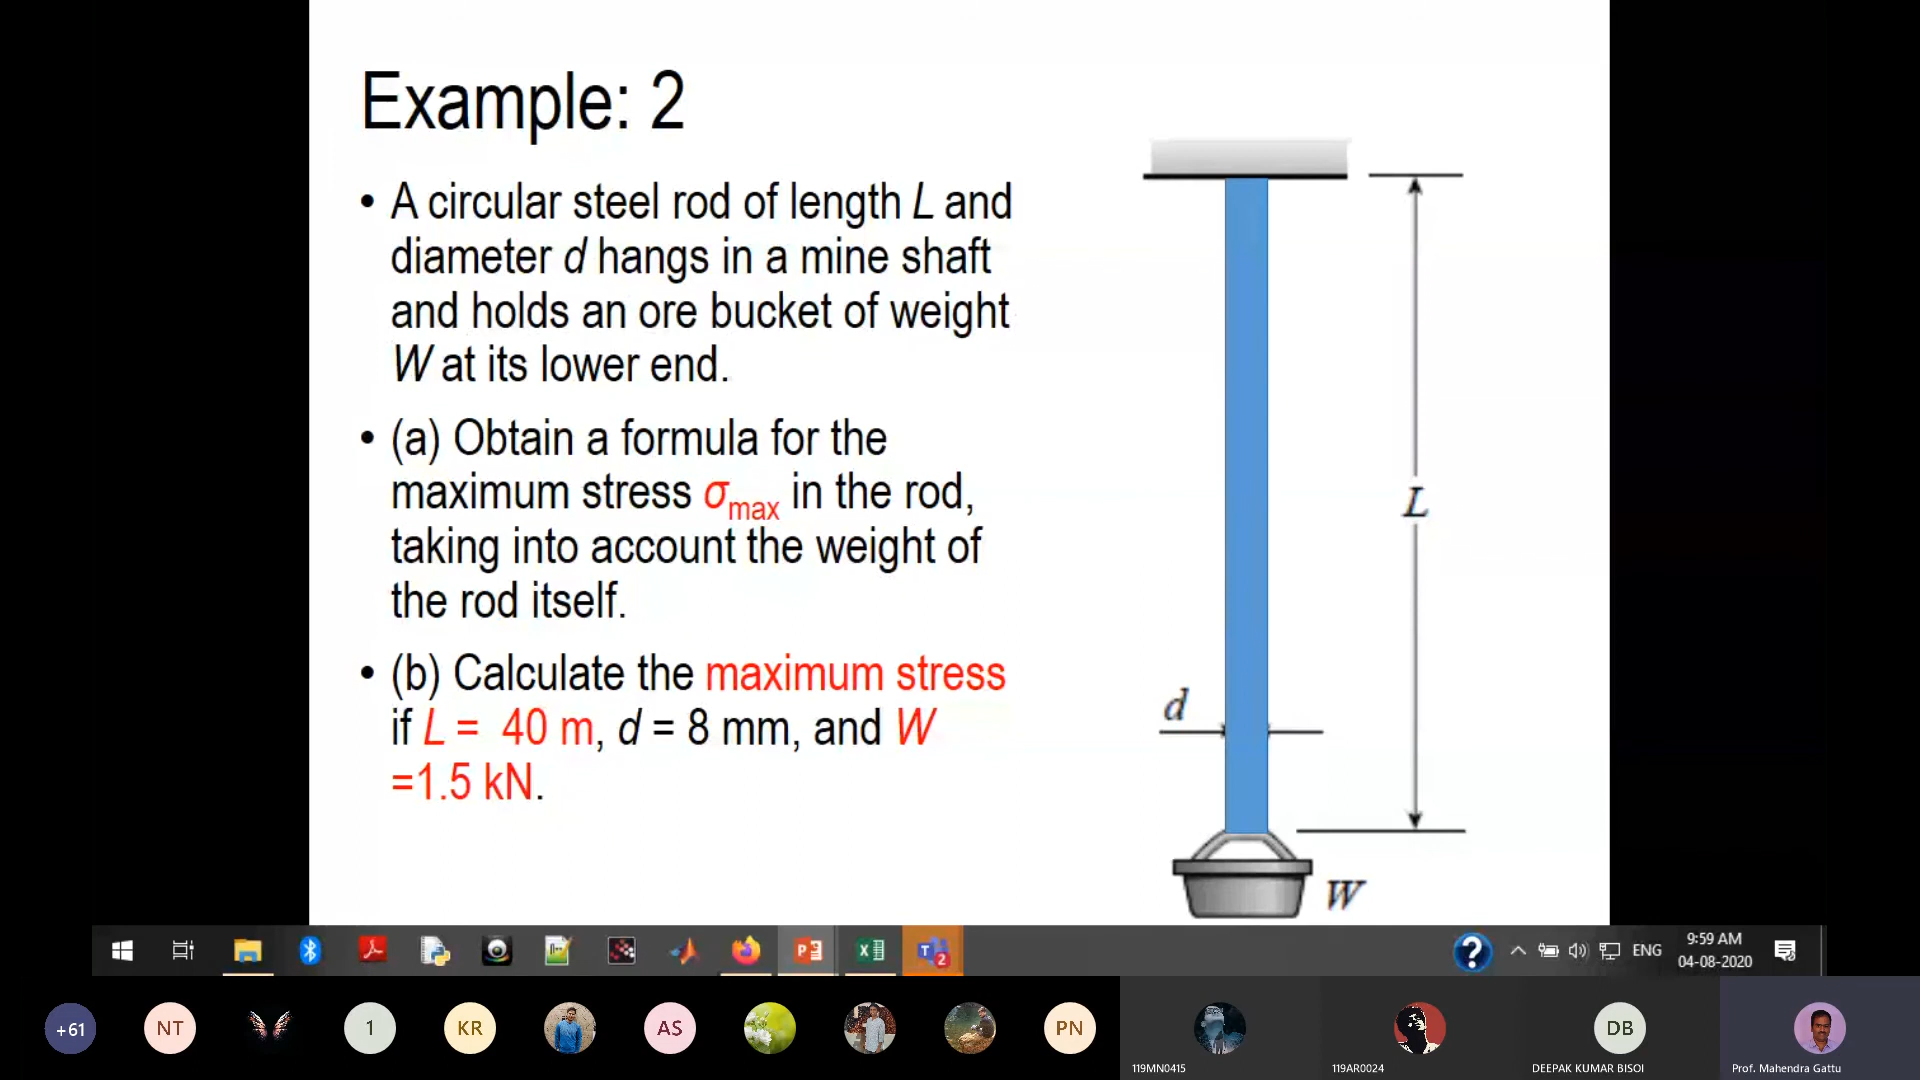 Example: 2
• A circular steel rod of length L and
diameter d hangs in a mine shaft
and holds an ore bucket of weight
W at its lower end.
• (a) Obtain a formula for the
maximum stress σmax in the rod,
taking into account the weight of
the rod itself.
• (b) Calculate the maximum stress
if L = 40 m, d = 8 mm, and W
=1.5 kN.
L
d
W
ENG
9:59 AM
04-08-2020
+61
NT
1
KR
AS
PN
119MN0415
119AR0024
DB
DEEPAK KUMAR BISOI
Prof. Mahendra Gattu